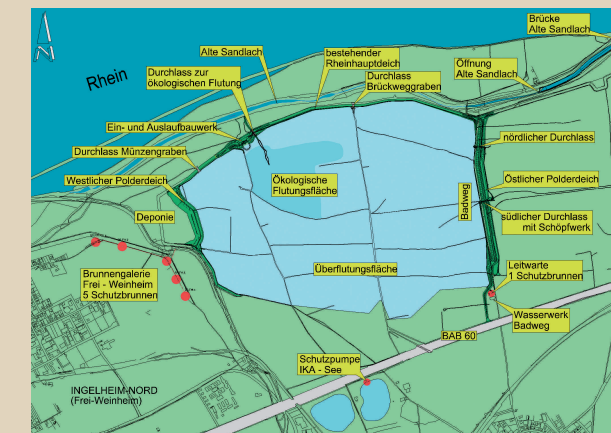 N
Brücke
Alte Sandlach
Alte Sandlach
bestehender
Rheinhauptdeich
Öffnung
Alte Sandlach
Rhein
Durchlass zur
ökologischen Flutung
Durchlass
Brückweggraben
Ein- und Auslaufbauwerk
nördlicher Durchlass
Durchlass Münzengraben
Westlicher Polderdeich
Ökologische
Flutungsfläche
Östlicher Polderdeich
Badweg
Deponie
südlicher Durchlass
mit Schöpfwerk
Brunnengalerie
Frei - Weinheim
5 Schutzbrunnen
Überflutungsfläche
Leitwarte
1 Schutzbrunnen
Wasserwerk
Badweg
BAB 60
Schutzpumpe
IKA - See
INGELHEIM-NORD
(Frei-Weinheim)